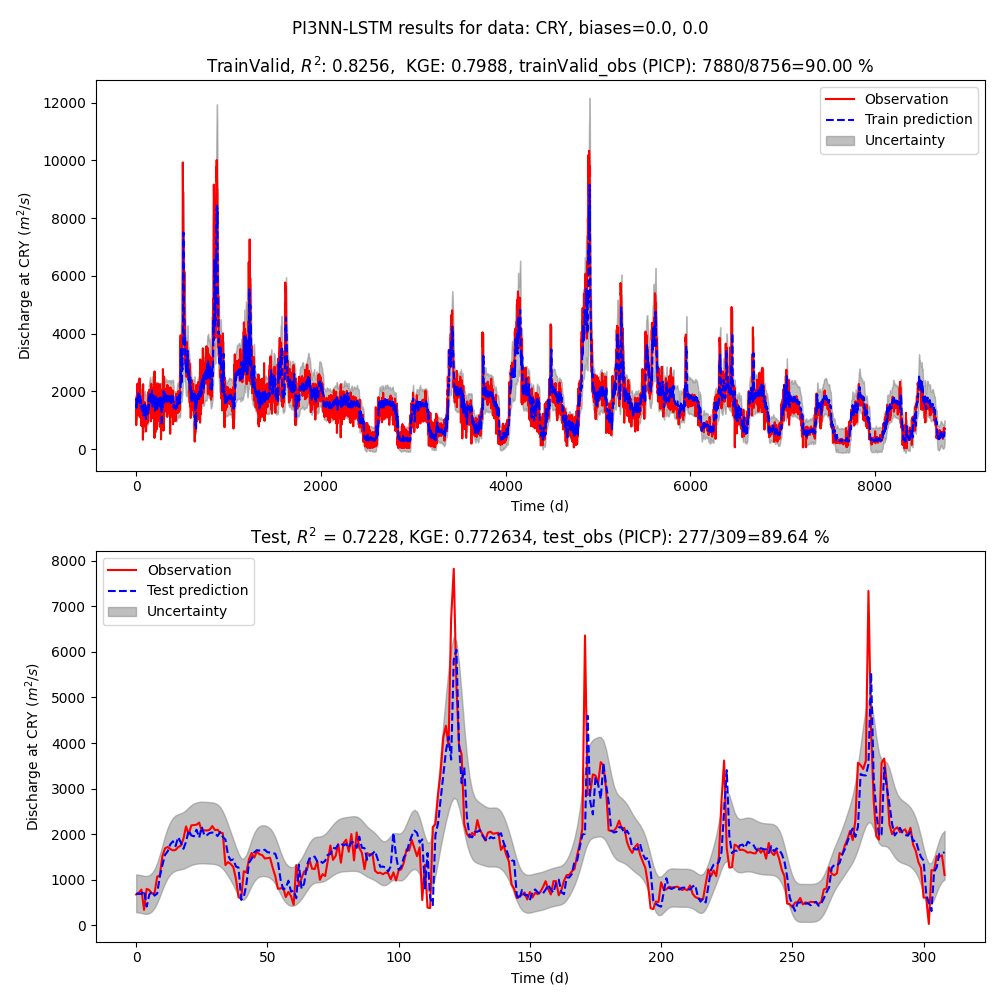 PI3NN-LSTM results for data: CRY, biases=0.0, 0.0
TrainValid, R²: 0.8256, KGE: 0.7988, trainValid_obs (PICP): 7880/8756=90.00 %
Observation
Train prediction
Uncertainty
12000
10000
8000
6000
4000
2000
0
Discharge at CRY (m²/s)
0 2000 4000 6000 8000
Time (d)
Test, R² = 0.7228, KGE: 0.772634, test_obs (PICP): 277/309=89.64 %
Observation
Test prediction
Uncertainty
8000
7000
6000
5000
4000
3000
2000
1000
0
Discharge at CRY (m²/s)
0 50 100 150 200 250 300
Time (d)